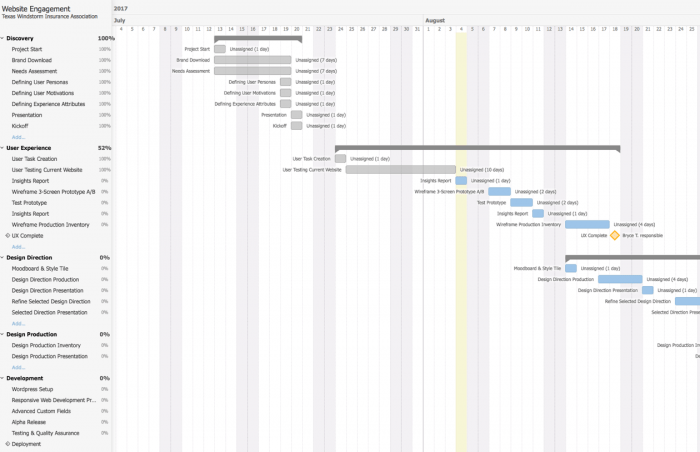 Website Engagement
Texas Windstorm Insurance Association
2017
July
August
4 5 6 7 8 9 10 11 12 13 14 15 16 17 18 19 20 21 22 23 24 25 26 27 28 29 30 31 1 2 3 4 5 6 7 8 9 10 11 12 13 14 15 16 17 18 19 20 21 22 23 24 25
Discovery 100%
Project Start 100% Project Start Unassigned (1 day)
Brand Download 100% Brand Download Unassigned (7 days)
Needs Assessment 100% Needs Assessment Unassigned (7 days)
Defining User Personas 100% Defining User Personas Unassigned (1 day)
Defining User Motivations 100% Defining User Motivations Unassigned (1 day)
Defining Experience Attributes 100% Defining Experience Attributes Unassigned (1 day)
Presentation 100% Presentation Unassigned (1 day)
Kickoff 100% Kickoff Unassigned (1 day)
Add...
User Experience 52%
User Task Creation 100% User Task Creation Unassigned (1 day)
User Testing Current Website 100% User Testing Current Website Unassigned (10 days)
Insights Report 0% Insights Report Unassigned (1 day)
Wireframe 3-Screen Prototype A/B 0% Wireframe 3-Screen Prototype A/B Unassigned (2 days)
Test Prototype 0% Test Prototype Unassigned (2 days)
Insights Report 0% Insights Report Unassigned (1 day)
Wireframe Production Inventory 0% Wireframe Production Inventory Unassigned (4 days)
UX Complete UX Complete Bryce T. responsible
Add...
Design Direction 0%
Moodboard & Style Tile 0% Moodboard & Style Tile Unassigned (1 day)
Design Direction Production 0% Design Direction Production Unassigned (4 days)
Design Direction Presentation 0% Design Direction Presentation Unassigned (1 day)
Refine Selected Design Direction 0% Refine Selected Design Direction
Selected Direction Presentation 0% Selected Direction Prese
Add...
Design Production 0%
Design Production Inventory 0% Design Production In
Design Production Presentation 0% De
Add...
Development 0%
Wordpress Setup 0%
Responsive Web Development Pr... 0%
Advanced Custom Fields 0%
Alpha Release 0%
Testing & Quality Assurance 0%
Deployment